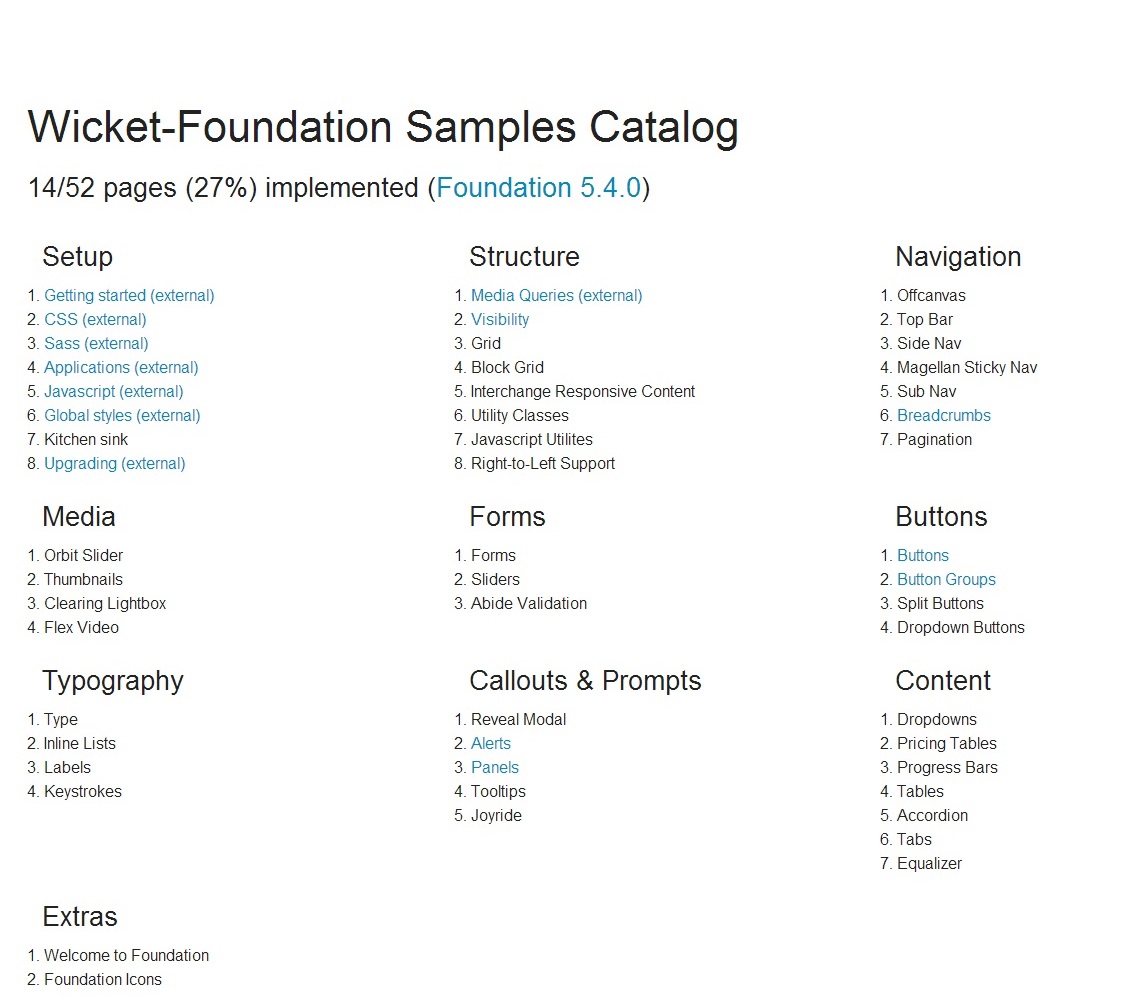 Wicket-Foundation Samples Catalog
14/52 pages (27%) implemented (Foundation 5.4.0)
Setup
1. Getting started (external)
2. CSS (external)
3. Sass (external)
4. Applications (external)
5. Javascript (external)
6. Global styles (external)
7. Kitchen sink
8. Upgrading (external)
Structure
1. Media Queries (external)
2. Visibility
3. Grid
4. Block Grid
5. Interchange Responsive Content
6. Utility Classes
7. Javascript Utilites
8. Right-to-Left Support
Navigation
1. Offcanvas
2. Top Bar
3. Side Nav
4. Magellan Sticky Nav
5. Sub Nav
6. Breadcrumbs
7. Pagination
Media
1. Orbit Slider
2. Thumbnails
3. Clearing Lightbox
4. Flex Video
Forms
1. Forms
2. Sliders
3. Abide Validation
Buttons
1. Buttons
2. Button Groups
3. Split Buttons
4. Dropdown Buttons
Typography
1. Type
2. Inline Lists
3. Labels
4. Keystrokes
Callouts & Prompts
1. Reveal Modal
2. Alerts
3. Panels
4. Tooltips
5. Joyride
Content
1. Dropdowns
2. Pricing Tables
3. Progress Bars
4. Tables
5. Accordion
6. Tabs
7. Equalizer
Extras
1. Welcome to Foundation
2. Foundation Icons